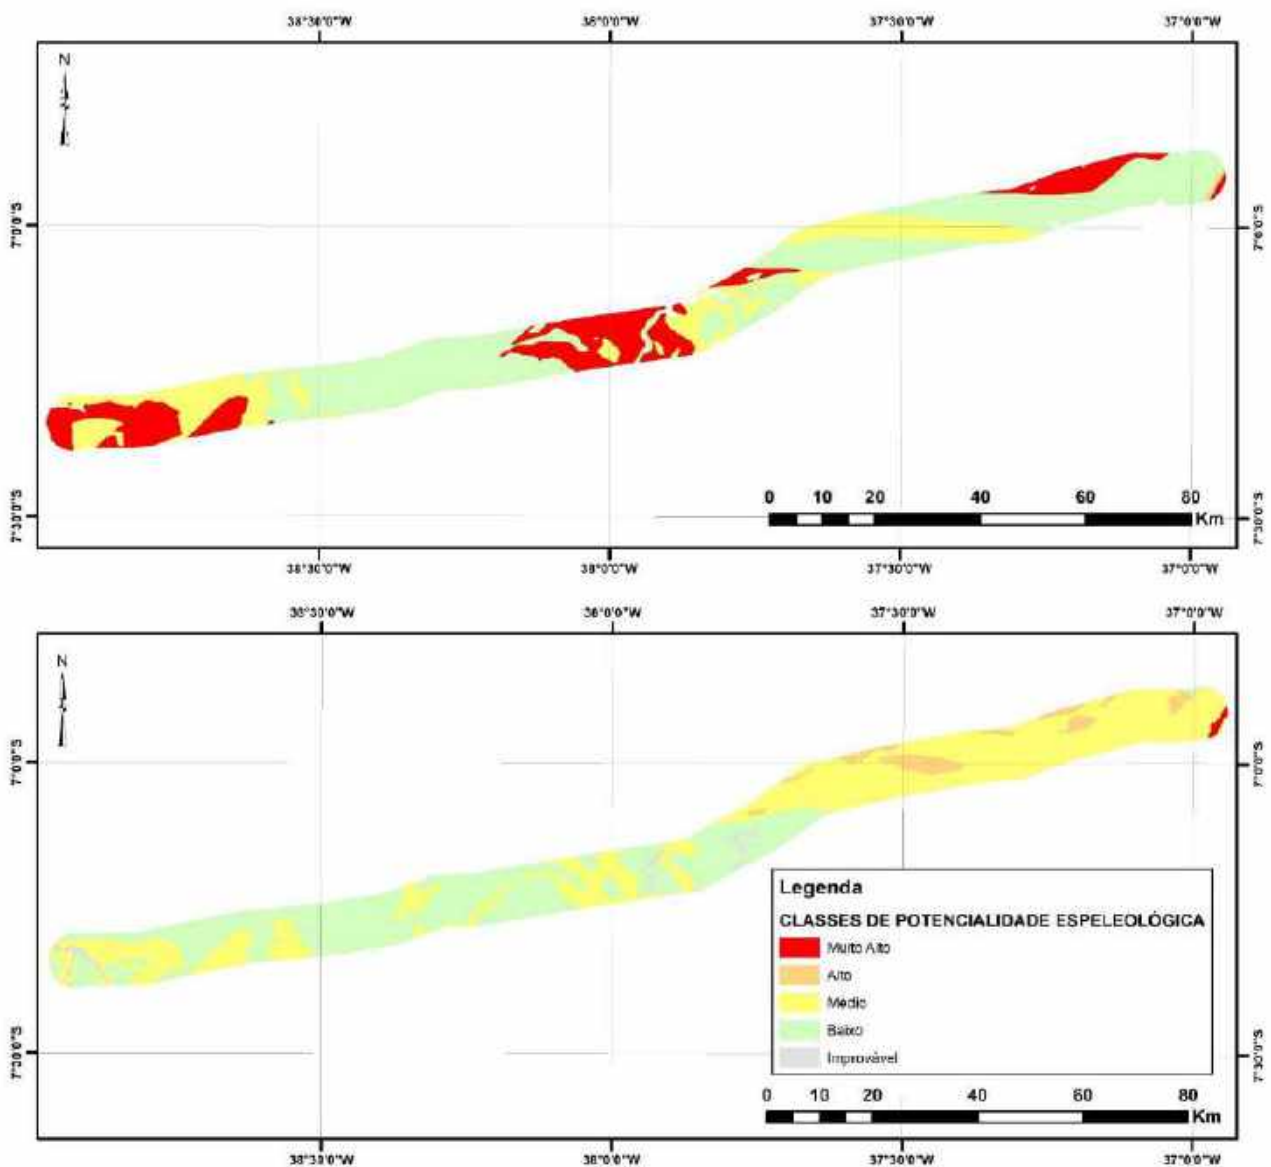 38°30'0"W 38°0'0"W 37°30'0"W 37°0'0"W
N
7°0'0"S 7°0'0"S
0 10 20 40 60 80
Km
7°30'0"S 7°30'0"S
38°30'0"W 38°0'0"W 37°30'0"W 37°0'0"W
38°30'0"W 38°0'0"W 37°30'0"W 37°0'0"W
N
7°0'0"S 7°0'0"S
Legenda
CLASSES DE POTENCIALIDADE ESPELEOLÓGICA
Muito Alto
Alto
Médio
Baixo
Improvável
7°30'0"S 7°30'0"S
0 10 20 40 60 80
Km
38°30'0"W 38°0'0"W 37°30'0"W 37°0'0"W